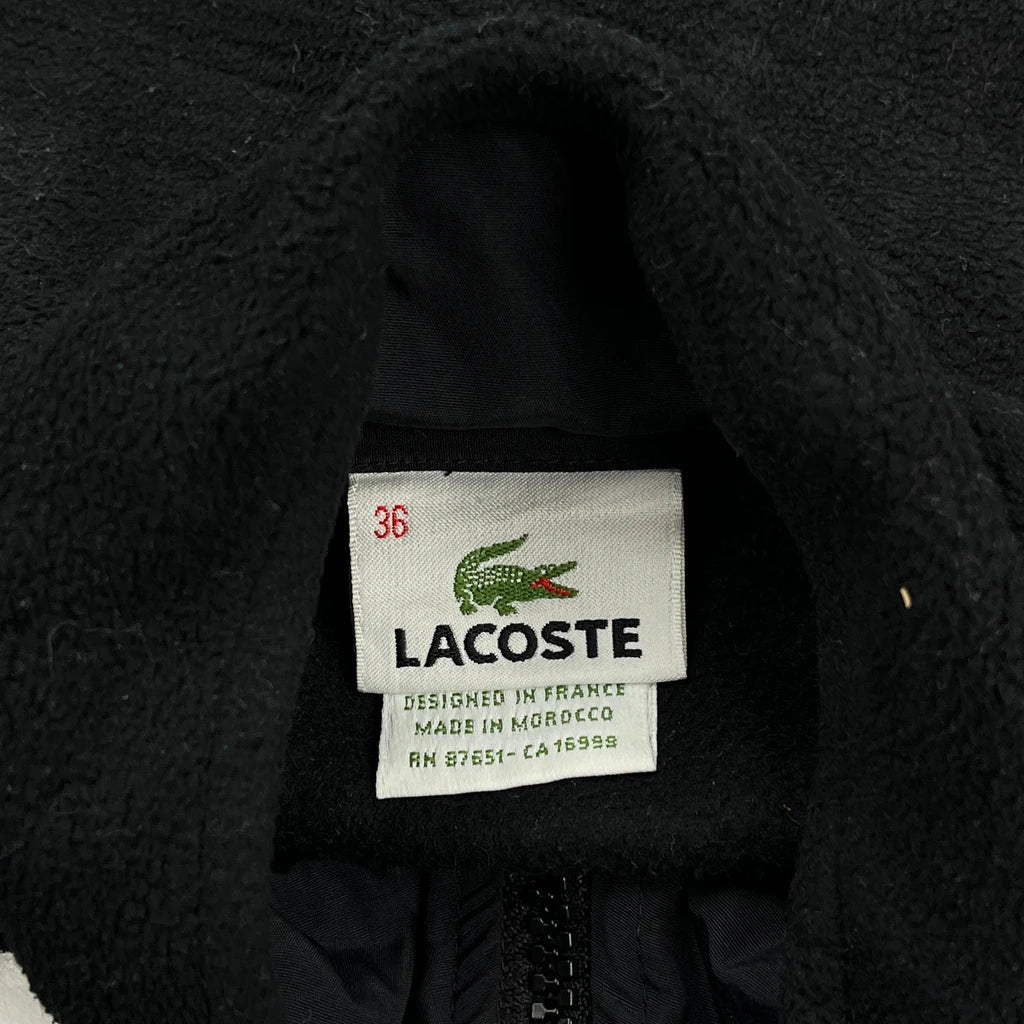 36
LACOSTE
DESIGNED IN FRANCE
MADE IN MOROCCO
RN 87651- CA 16999